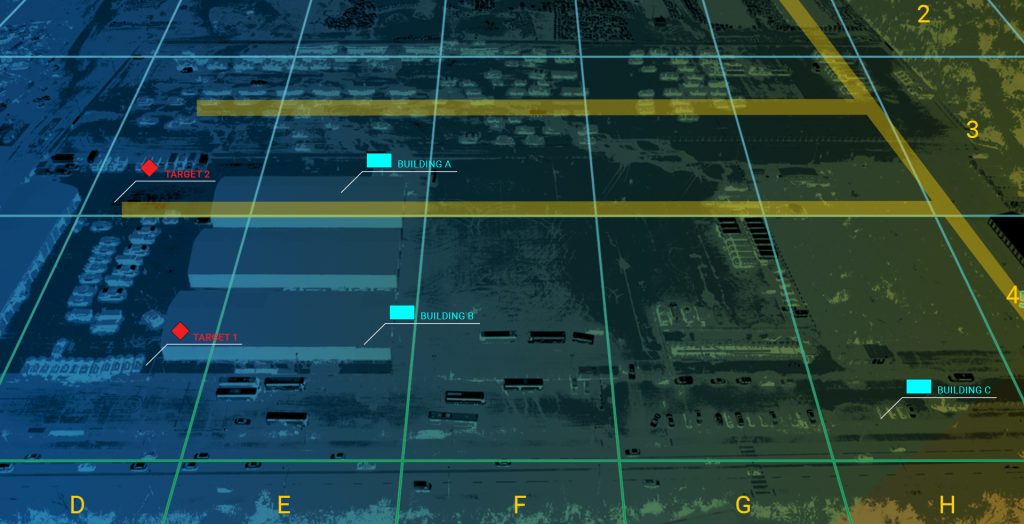 2
3
BUILDING A
TARGET 2
4
BUILDING B
TARGET 1
BUILDING C
D
E
F
G
H